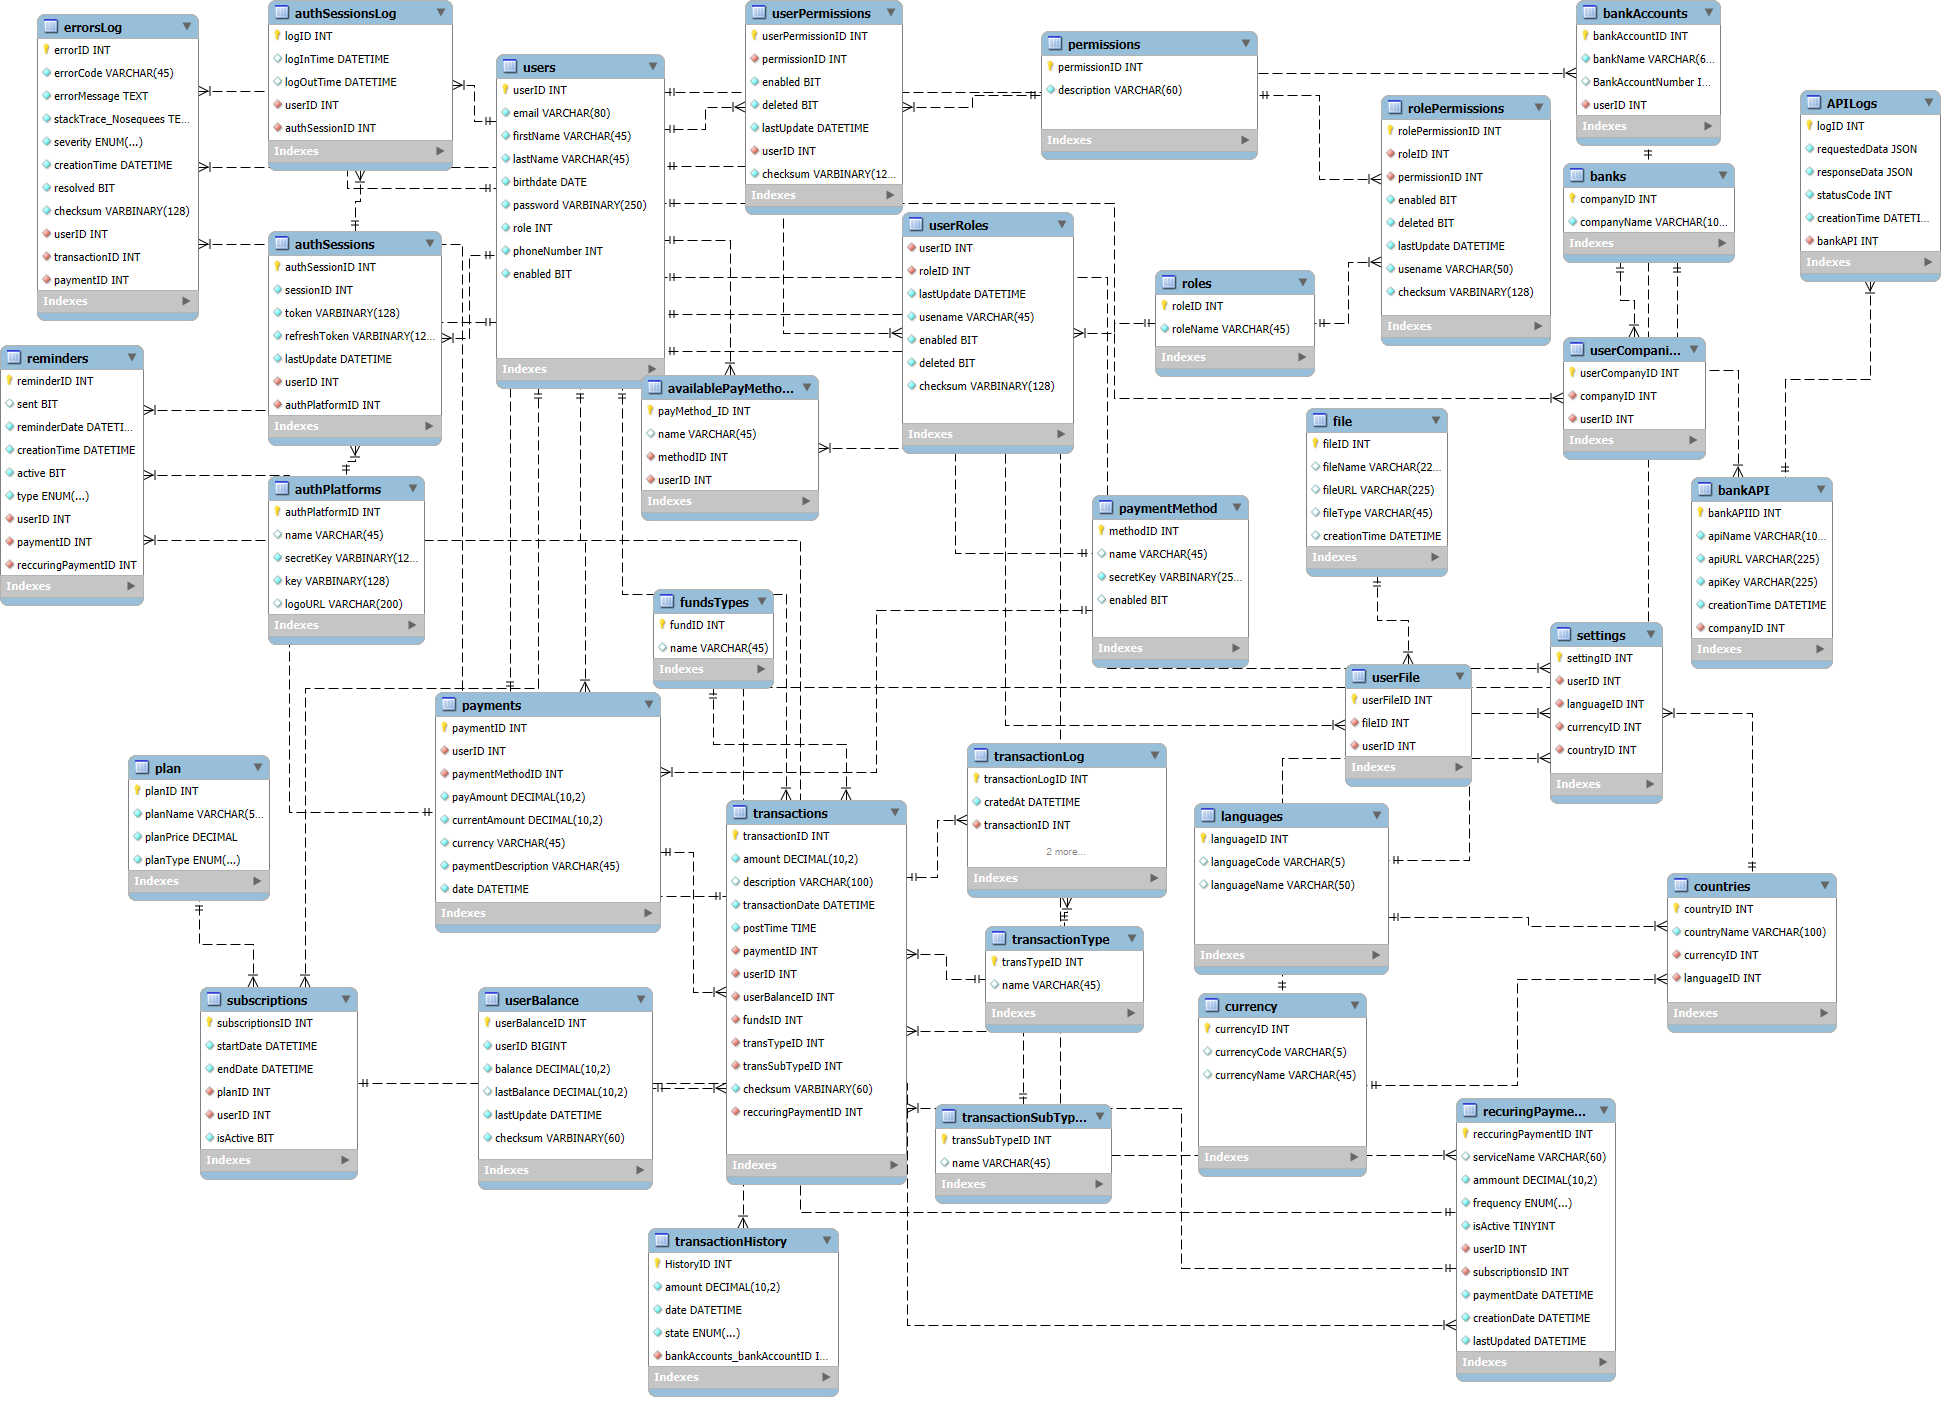 errorsLog
errorID INT
errorCode VARCHAR(45)
errorMessage TEXT
stackTrace_Nosequees TE...
severity ENUM(...)
creationTime DATETIME
resolved BIT
checksum VARBINARY(128)
userID INT
transactionID INT
paymentID INT
Indexes
authSessionsLog
logID INT
logInTime DATETIME
logOutTime DATETIME
userID INT
authSessionID INT
Indexes
users
userID INT
email VARCHAR(80)
firstName VARCHAR(45)
lastName VARCHAR(45)
birthdate DATE
password VARBINARY(250)
role INT
phoneNumber INT
enabled BIT
Indexes
userPermissions
userPermissionID INT
permissionID INT
enabled BIT
deleted BIT
lastUpdate DATETIME
userID INT
checksum VARBINARY(12...
Indexes
permissions
permissionID INT
description VARCHAR(60)
Indexes
rolePermissions
rolePermissionID INT
roleID INT
permissionID INT
enabled BIT
deleted BIT
lastUpdate DATETIME
usename VARCHAR(50)
checksum VARBINARY(128)
Indexes
bankAccounts
bankAccountID INT
bankName VARCHAR(6...
BankAccountNumber I...
userID INT
Indexes
APILogs
logID INT
requestedData JSON
responseData JSON
statusCode INT
creationTime DATETI...
bankAPI INT
Indexes
banks
companyID INT
companyName VARCHAR(10...
Indexes
authSessions
authSessionID INT
sessionID INT
token VARBINARY(128)
refreshToken VARBINARY(12...
lastUpdate DATETIME
userID INT
authPlatformID INT
Indexes
userRoles
userID INT
roleID INT
lastUpdate DATETIME
usename VARCHAR(45)
enabled BIT
deleted BIT
checksum VARBINARY(128)
Indexes
roles
roleID INT
roleName VARCHAR(45)
Indexes
userCompani...
userCompanyID INT
companyID INT
userID INT
Indexes
reminders
reminderID INT
sent BIT
reminderDate DATETI...
creationTime DATETIME
active BIT
type ENUM(...)
userID INT
paymentID INT
reccuringPaymentID INT
Indexes
availablePayMetho...
payMethod_ID INT
name VARCHAR(45)
methodID INT
userID INT
Indexes
file
fileID INT
fileName VARCHAR(22...
fileURL VARCHAR(225)
fileType VARCHAR(45)
creationTime DATETIME
Indexes
authPlatforms
authPlatformID INT
name VARCHAR(45)
secretKey VARBINARY(12...
key VARBINARY(128)
logoURL VARCHAR(200)
Indexes
paymentMethod
methodID INT
name VARCHAR(45)
secretKey VARBINARY(25...
enabled BIT
Indexes
bankAPI
bankAPIID INT
apiName VARCHAR(10...
apiURL VARCHAR(225)
apiKey VARCHAR(225)
creationTime DATETIME
companyID INT
Indexes
fundsTypes
fundID INT
name VARCHAR(45)
Indexes
settings
settingID INT
userID INT
languageID INT
currencyID INT
countryID INT
Indexes
userFile
userFileID INT
fileID INT
userID INT
Indexes
payments
paymentID INT
userID INT
paymentMethodID INT
payAmount DECIMAL(10,2)
currentAmount DECIMAL(10,2)
currency VARCHAR(45)
paymentDescription VARCHAR(45)
date DATETIME
Indexes
plan
planID INT
planName VARCHAR(5...
planPrice DECIMAL
planType ENUM(...)
Indexes
transactionLog
transactionLogID INT
cratedAt DATETIME
transactionID INT
2 more...
Indexes
transactions
transactionID INT
amount DECIMAL(10,2)
description VARCHAR(100)
transactionDate DATETIME
postTime TIME
paymentID INT
userID INT
userBalanceID INT
fundsID INT
transTypeID INT
transSubTypeID INT
checksum VARBINARY(60)
reccuringPaymentID INT
Indexes
languages
languageID INT
languageCode VARCHAR(5)
languageName VARCHAR(50)
Indexes
countries
countryID INT
countryName VARCHAR(100)
currencyID INT
languageID INT
Indexes
transactionType
transTypeID INT
name VARCHAR(45)
Indexes
subscriptions
subscriptionsID INT
startDate DATETIME
endDate DATETIME
planID INT
userID INT
isActive BIT
Indexes
userBalance
userBalanceID INT
userID BIGINT
balance DECIMAL(10,2)
lastBalance DECIMAL(10,2)
lastUpdate DATETIME
checksum VARBINARY(60)
Indexes
currency
currencyID INT
currencyCode VARCHAR(5)
currencyName VARCHAR(45)
Indexes
transactionSubTyp...
transSubTypeID INT
name VARCHAR(45)
Indexes
recuringPayme...
reccuringPaymentID INT
serviceName VARCHAR(60)
ammount DECIMAL(10,2)
frequency ENUM(...)
isActive TINYINT
userID INT
subscriptionsID INT
paymentDate DATETIME
creationDate DATETIME
lastUpdated DATETIME
Indexes
transactionHistory
HistoryID INT
amount DECIMAL(10,2)
date DATETIME
state ENUM(...)
bankAccounts_bankAccountID I...
Indexes